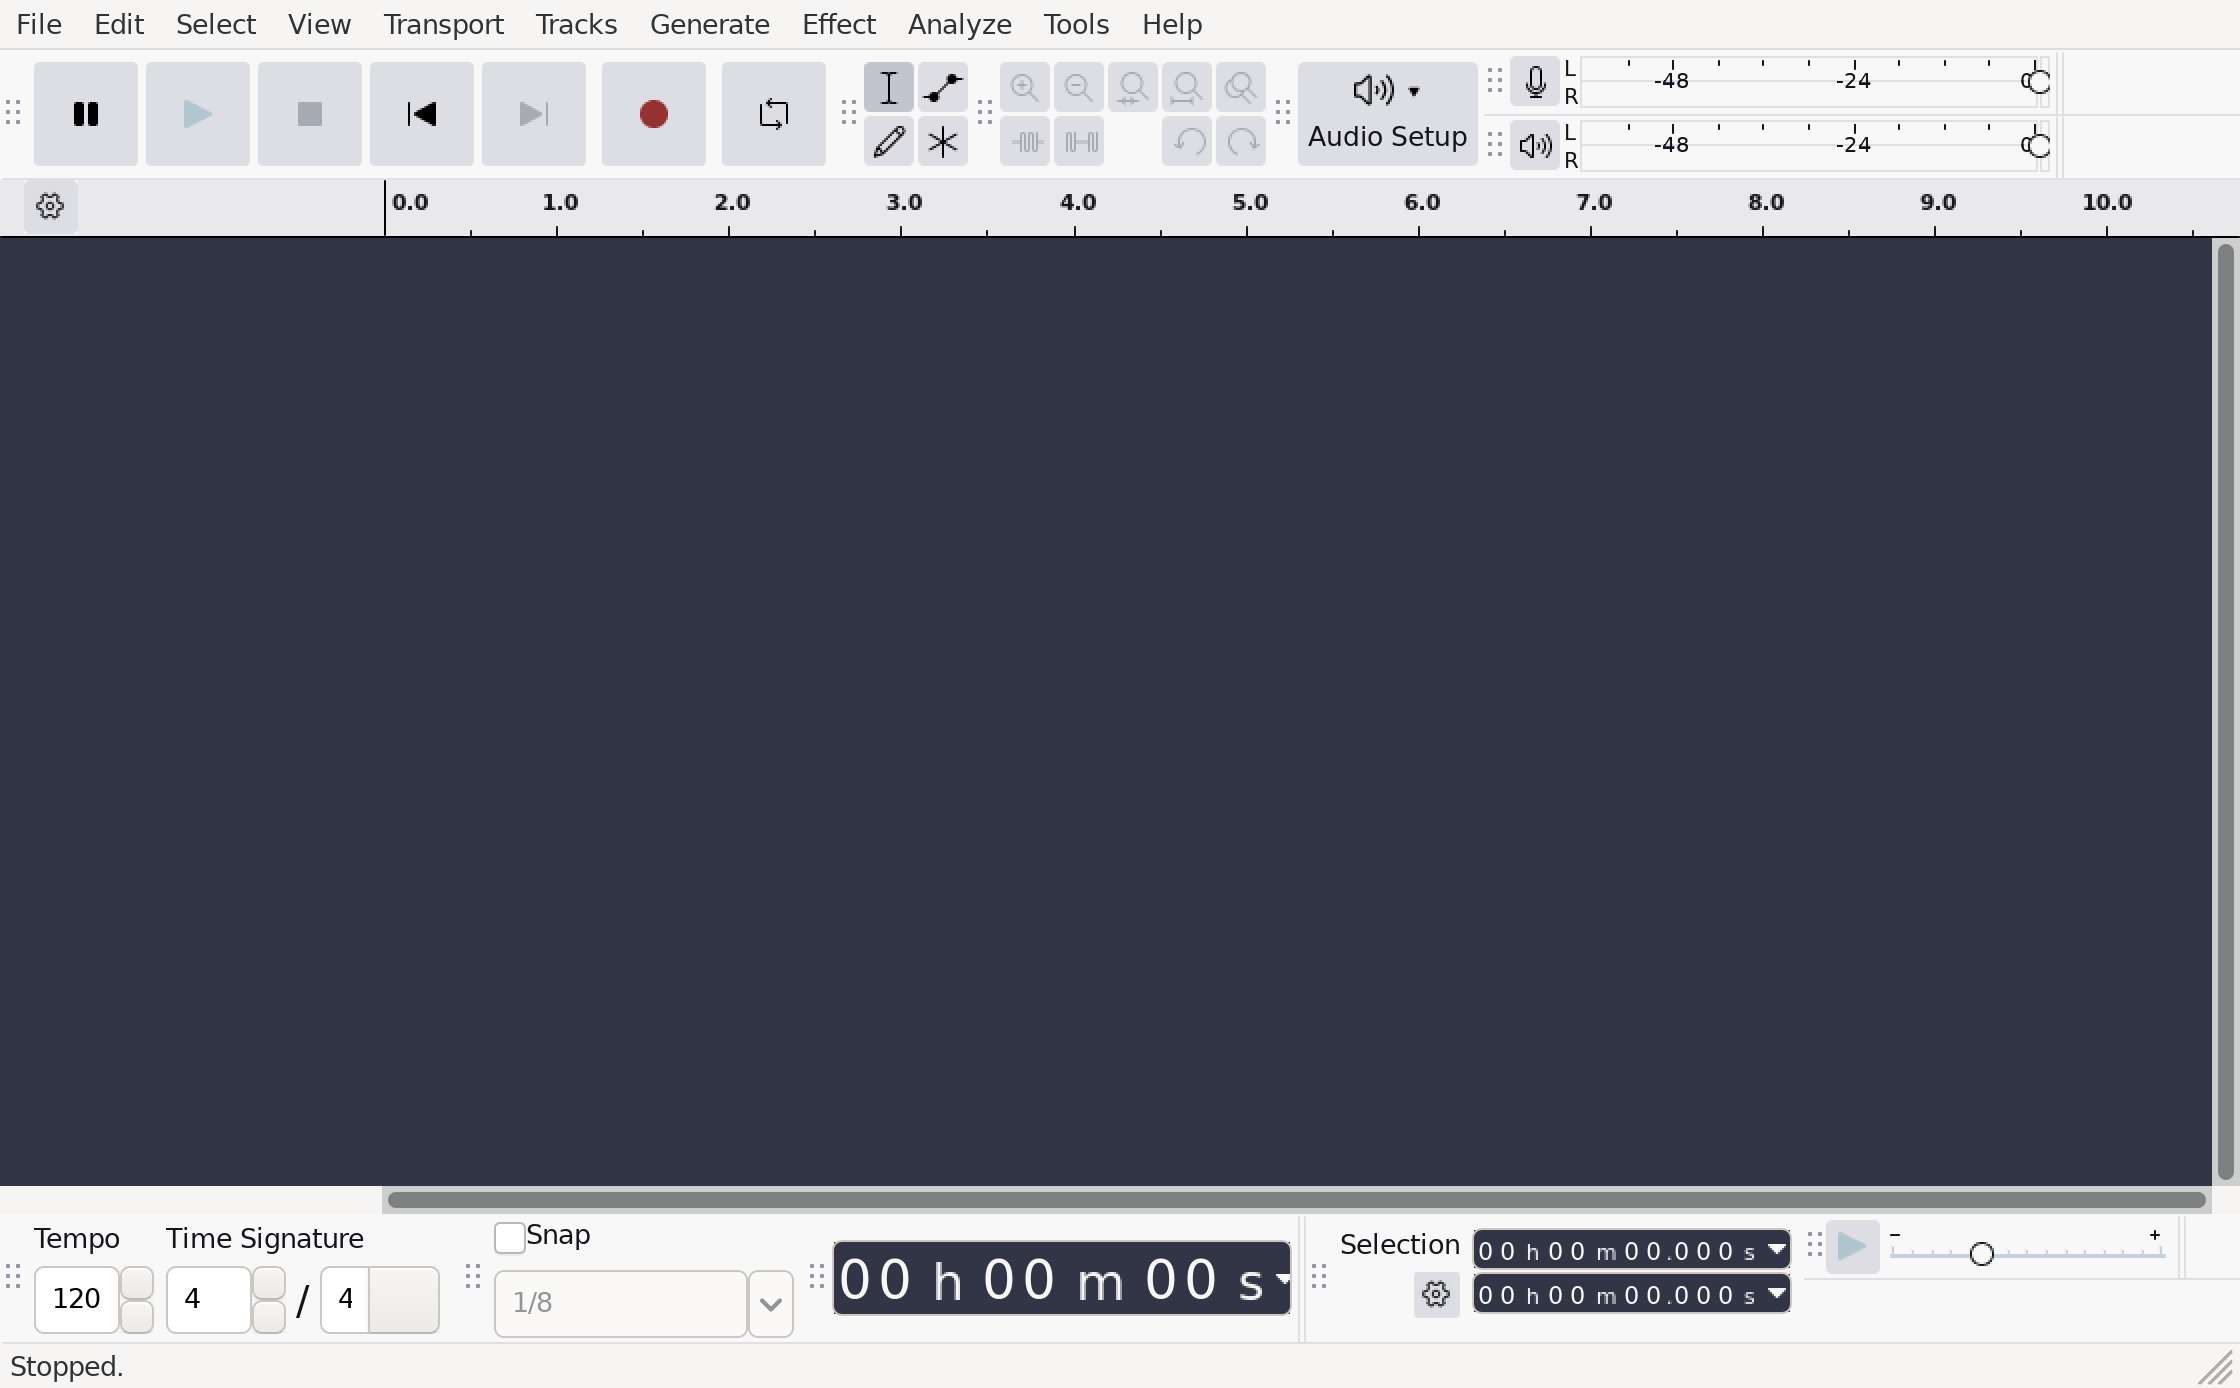 File Edit Select View Transport Tracks Generate Effect Analyze Tools Help
L -48 -24 0
R
Audio Setup
L -48 -24 0
R
0.0 1.0 2.0 3.0 4.0 5.0 6.0 7.0 8.0 9.0 10.0
Tempo Time Signature
120 4 / 4
Snap
1/8
00 h 00 m 00 s
Selection
00 h 00 m 00.000 s
00 h 00 m 00.000 s
- +
Stopped.